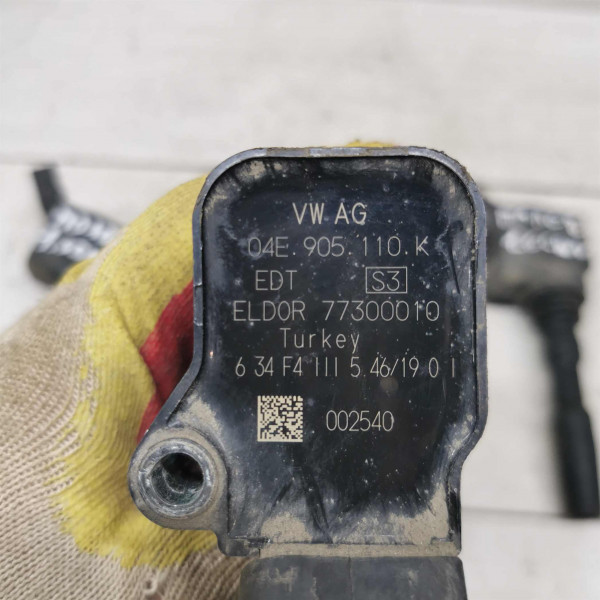 VW AG
04E.905.110.K
EDT S3
ELDOR 77300010
Turkey
6 34 F4 111 5 46/19 0 1
002540